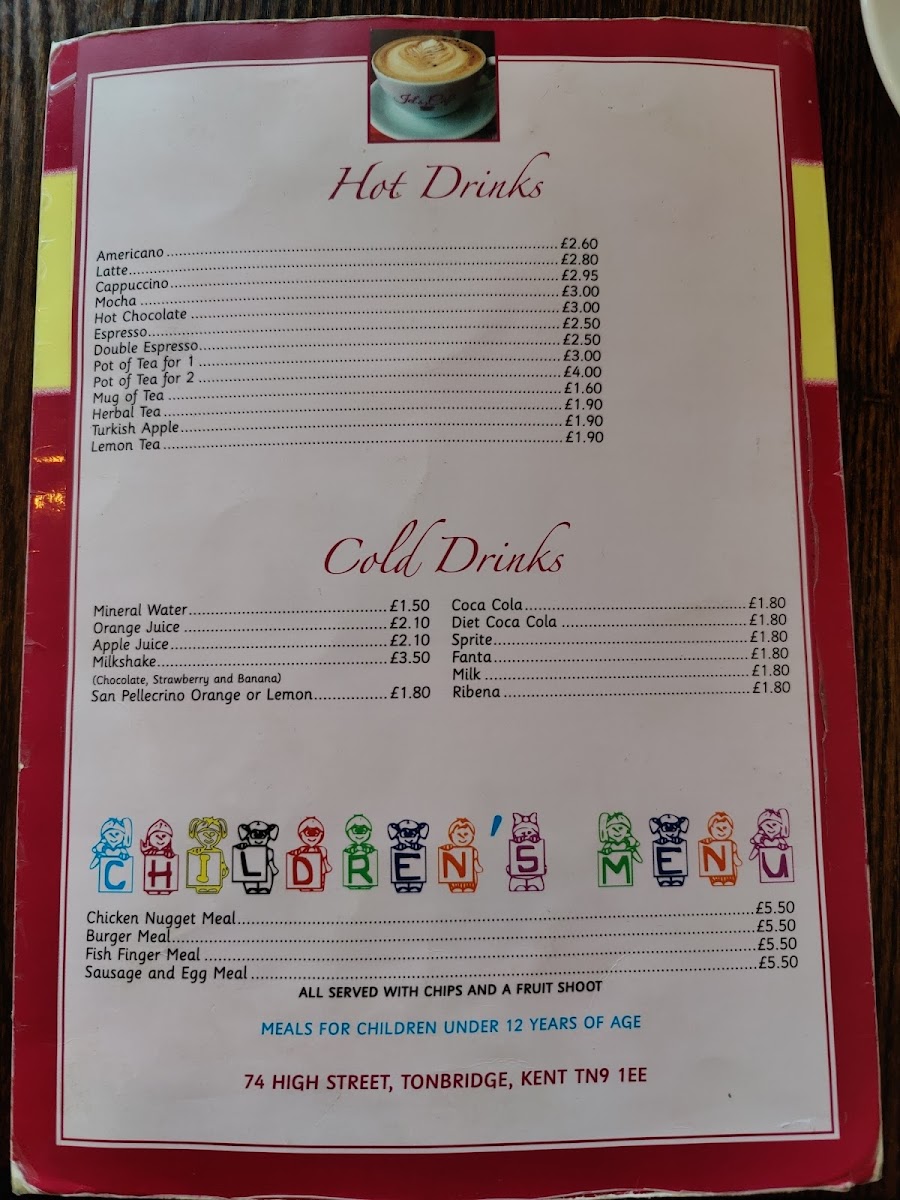 Hot Drinks
Americano ........ £2.60
Latte........ £2.80
Cappuccino........ £2.95
Mocha ........ £3.00
Hot Chocolate ........ £3.00
Espresso........ £2.50
Double Espresso........ £2.50
Pot of Tea for 1 ........ £3.00
Pot of Tea for 2 ........ £4.00
Mug of Tea ........ £1.60
Herbal Tea ........ £1.90
Turkish Apple........ £1.90
Lemon Tea ........ £1.90
Cold Drinks
Mineral Water........ £1.50
Orange Juice ........ £2.10
Apple Juice........ £2.10
Milkshake........ £3.50
(Chocolate, Strawberry and Banana)
San Pellecrino Orange or Lemon........ £1.80
Coca Cola........ £1.80
Diet Coca Cola ........ £1.80
Sprite........ £1.80
Fanta........ £1.80
Milk ........ £1.80
Ribena ........ £1.80
CHILDREN'S MENU
Chicken Nugget Meal........ £5.50
Burger Meal........ £5.50
Fish Finger Meal ........ £5.50
Sausage and Egg Meal ........ £5.50
ALL SERVED WITH CHIPS AND A FRUIT SHOOT
MEALS FOR CHILDREN UNDER 12 YEARS OF AGE
74 HIGH STREET, TONBRIDGE, KENT TN9 1EE